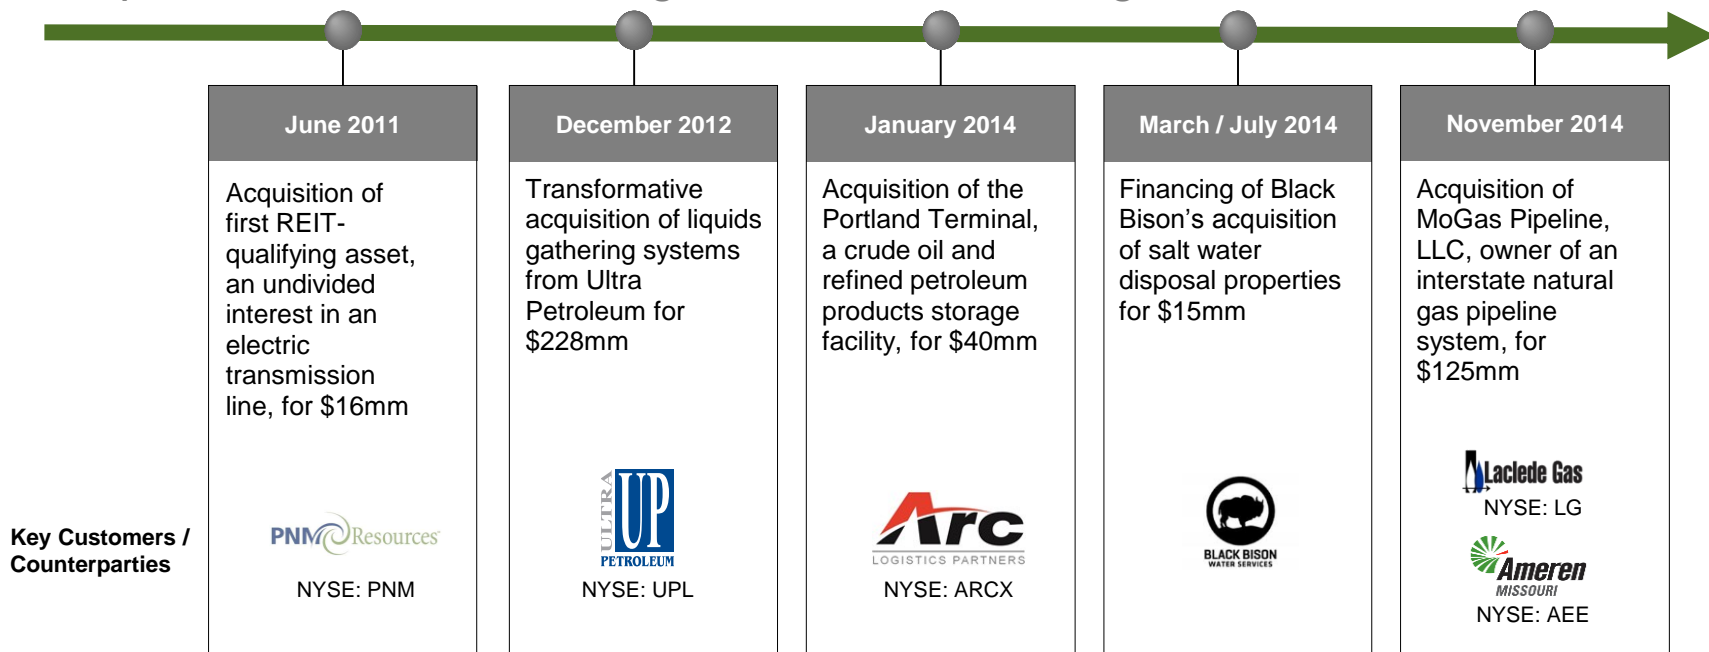 June 2011
Acquisition of
first REIT-
qualifying asset,
an undivided
interest in an
electric
transmission
line, for $16mm
December 2012
Transformative
acquisition of liquids
gathering systems
from Ultra
Petroleum for
$228mm
January 2014
Acquisition of the
Portland Terminal,
a crude oil and
refined petroleum
products storage
facility, for $40mm
March / July 2014
Financing of Black
Bison's acquisition
of salt water
disposal properties
for $15mm
November 2014
Acquisition of
MoGas Pipeline,
LLC, owner of an
interstate natural
gas pipeline
system, for
$125mm
Key Customers /
Counterparties
PNM Resources
NYSE: PNM
ULTRA
UP
PETROLEUM
NYSE: UPL
Arc
LOGISTICS PARTNERS
NYSE: ARCX
BLACK BISON
WATER SERVICES
Laclede Gas
NYSE: LG
Ameren
MISSOURI
NYSE: AEE